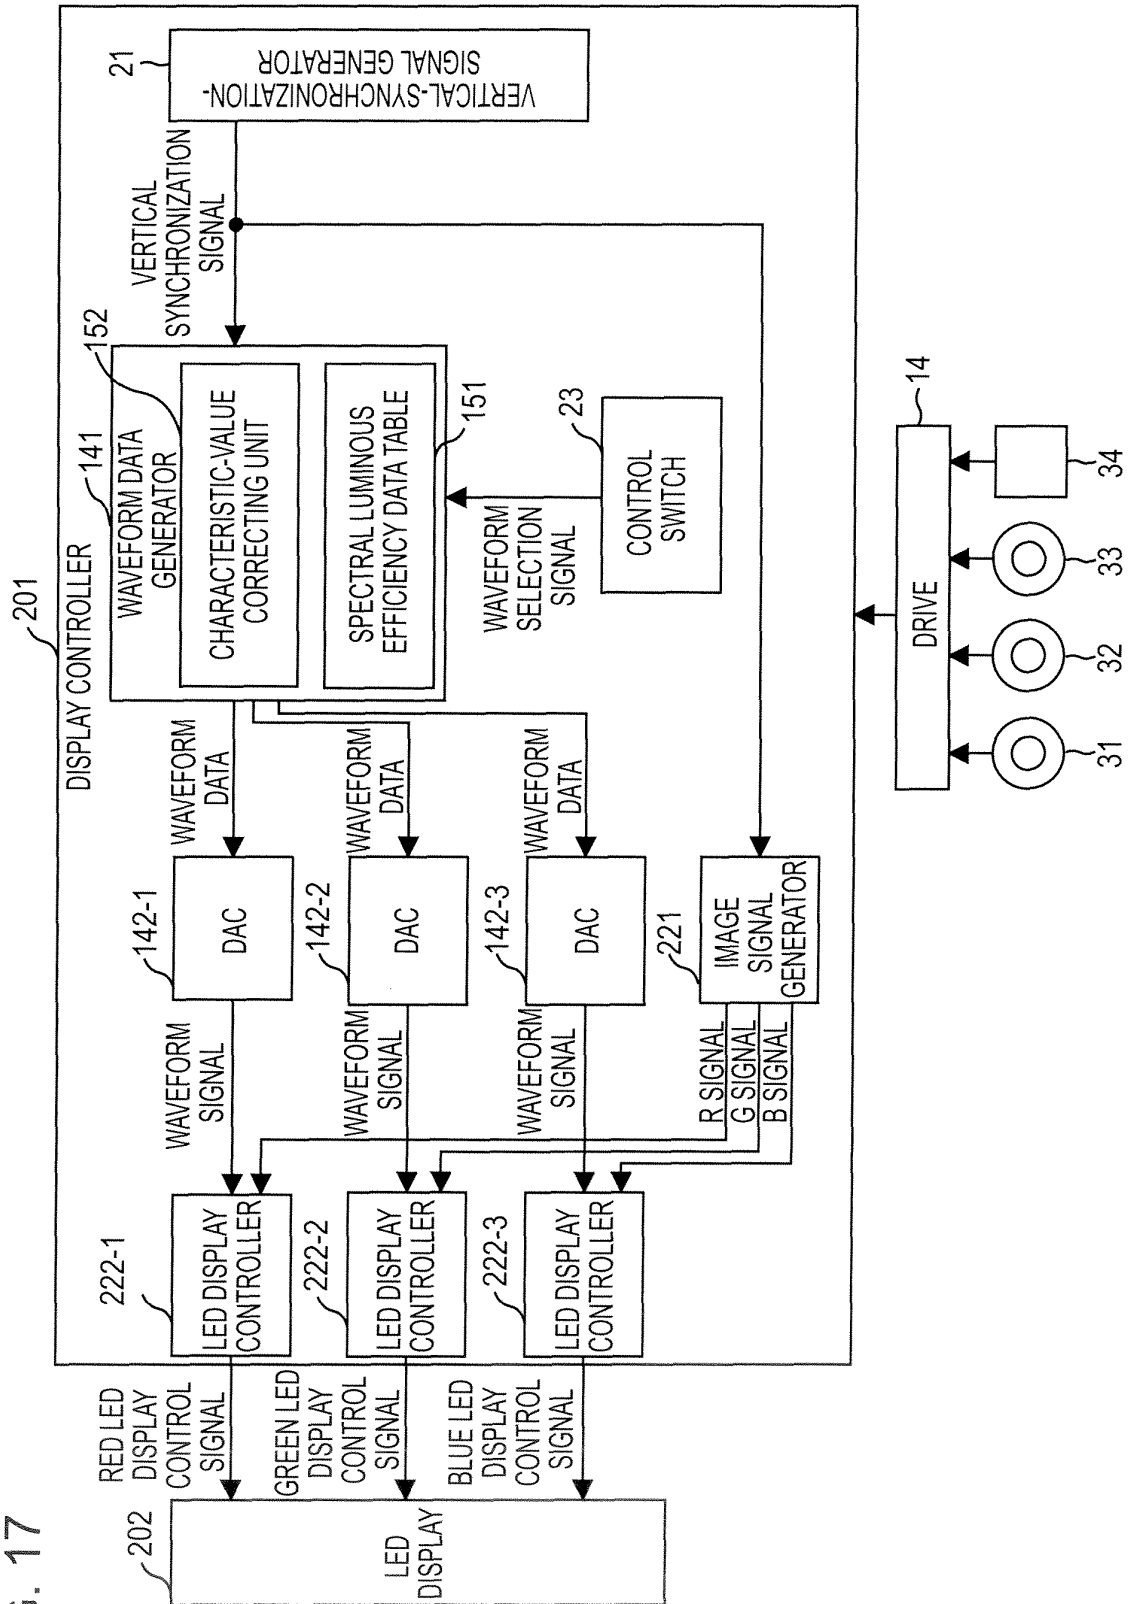 G. 17
201
DISPLAY CONTROLLER
202
LED
DISPLAY
RED LED
DISPLAY
CONTROL
SIGNAL
GREEN LED
DISPLAY
CONTROL
SIGNAL
BLUE LED
DISPLAY
CONTROL
SIGNAL
222-1
LED DISPLAY
CONTROLLER
222-2
LED DISPLAY
CONTROLLER
222-3
LED DISPLAY
CONTROLLER
WAVEFORM
SIGNAL
WAVEFORM
SIGNAL
WAVEFORM
SIGNAL
R SIGNAL
G SIGNAL
B SIGNAL
142-1
DAC
142-2
DAC
142-3
DAC
221
IMAGE
SIGNAL
GENERATOR
WAVEFORM
DATA
WAVEFORM
DATA
WAVEFORM
DATA
141
WAVEFORM DATA
GENERATOR
152
CHARACTERISTIC-VALUE
CORRECTING UNIT
SPECTRAL LUMINOUS
EFFICIENCY DATA TABLE
151
WAVEFORM
SELECTION
SIGNAL
23
CONTROL
SWITCH
VERTICAL
SYNCHRONIZATION
SIGNAL
21
VERTICAL-SYNCHRONIZATION-
SIGNAL GENERATOR
14
DRIVE
31
32
33
34